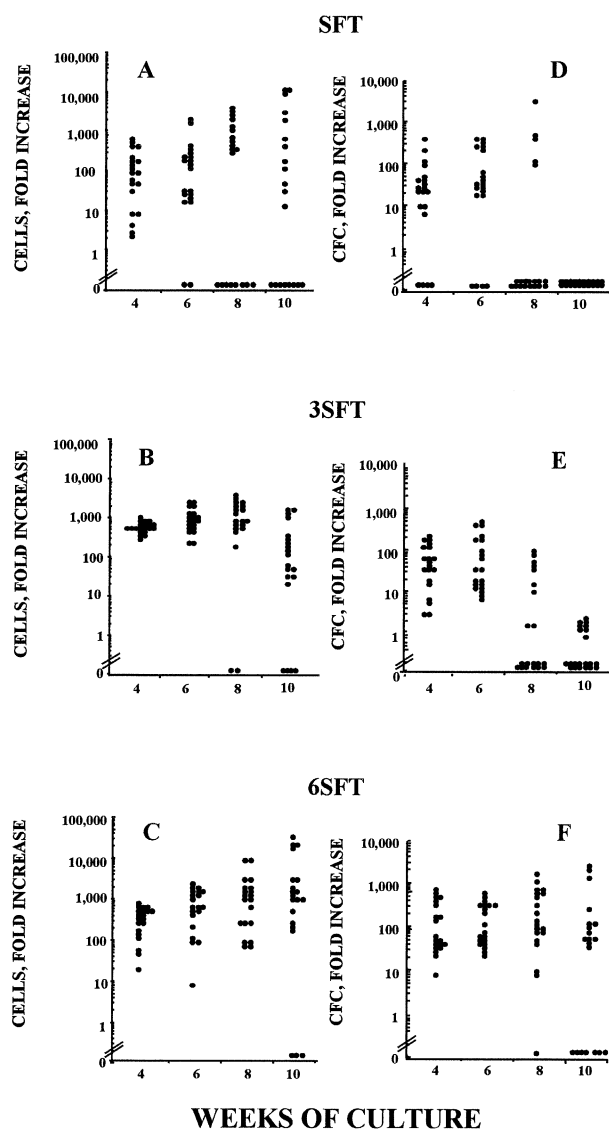 SFT
A
CELLS, FOLD INCREASE
100,000
10,000
1,000
100
10
1
0
4 6 8 10
D
CFC, FOLD INCREASE
10,000
1,000
100
10
1
0
4 6 8 10
3SFT
B
CELLS, FOLD INCREASE
100,000
10,000
1,000
100
10
1
0
4 6 8 10
E
CFC, FOLD INCREASE
10,000
1,000
100
10
1
0
4 6 8 10
6SFT
C
CELLS, FOLD INCREASE
100,000
10,000
1,000
100
10
1
0
4 6 8 10
F
CFC, FOLD INCREASE
10,000
1,000
100
10
1
0
4 6 8 10
WEEKS OF CULTURE